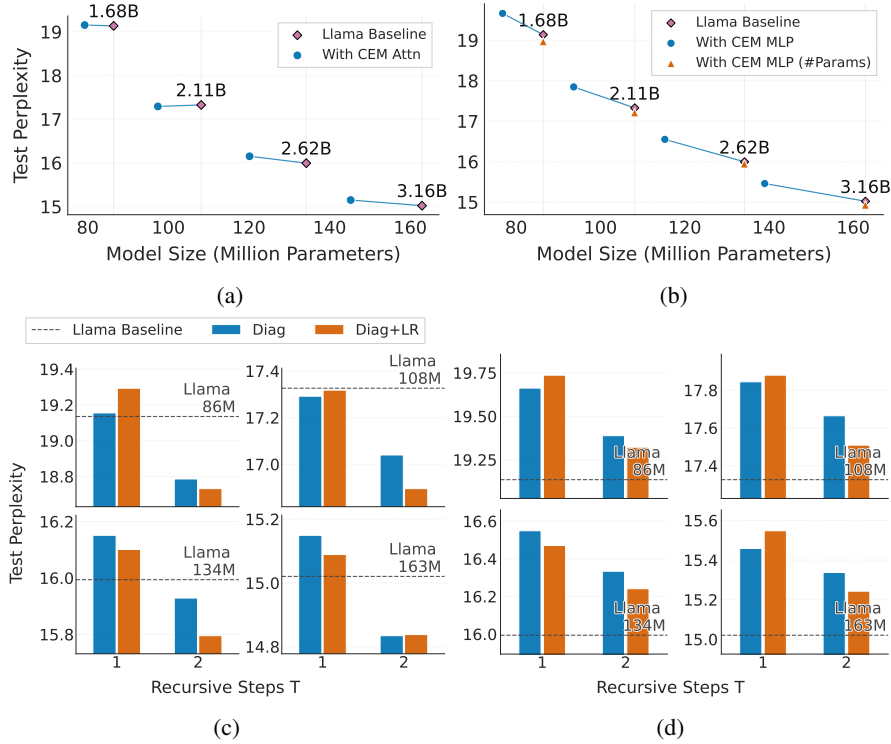 1.68B
2.11B
2.62B
3.16B
Llama Baseline
With CEM Attn
Test Perplexity
19
18
17
16
15
80
100
120
140
160
Model Size (Million Parameters)
(a)
1.68B
2.11B
2.62B
3.16B
Llama Baseline
With CEM MLP
With CEM MLP (#Params)
19
18
17
16
15
80
100
120
140
160
Model Size (Million Parameters)
(b)
Llama Baseline
Diag
Diag+LR
Test Perplexity
19.4
19.2
19.0
18.8
Llama
86M
17.4
17.2
17.0
Llama
108M
16.2
16.0
15.8
Llama
134M
1
2
15.2
15.0
14.8
Llama
163M
1
2
Recursive Steps T
(c)
19.75
19.50
19.25
Llama
86M
17.8
17.6
17.4
Llama
108M
16.6
16.4
16.2
16.0
Llama
134M
1
2
15.6
15.4
15.2
15.0
Llama
163M
1
2
Recursive Steps T
(d)